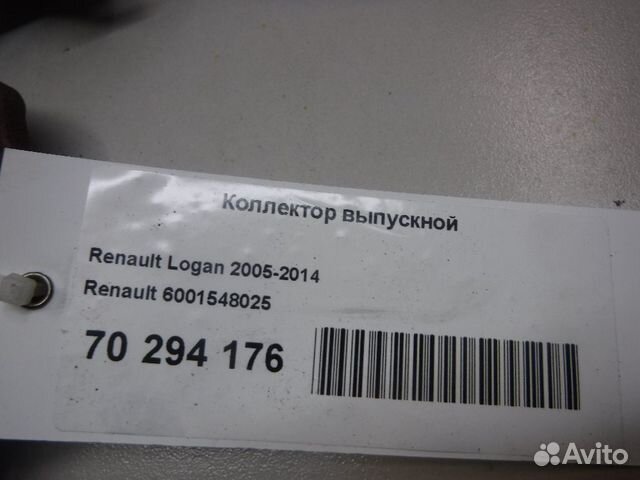 Коллектор выпускной
Renault Logan 2005-2014
Renault 6001548025
70 294 176
Avito